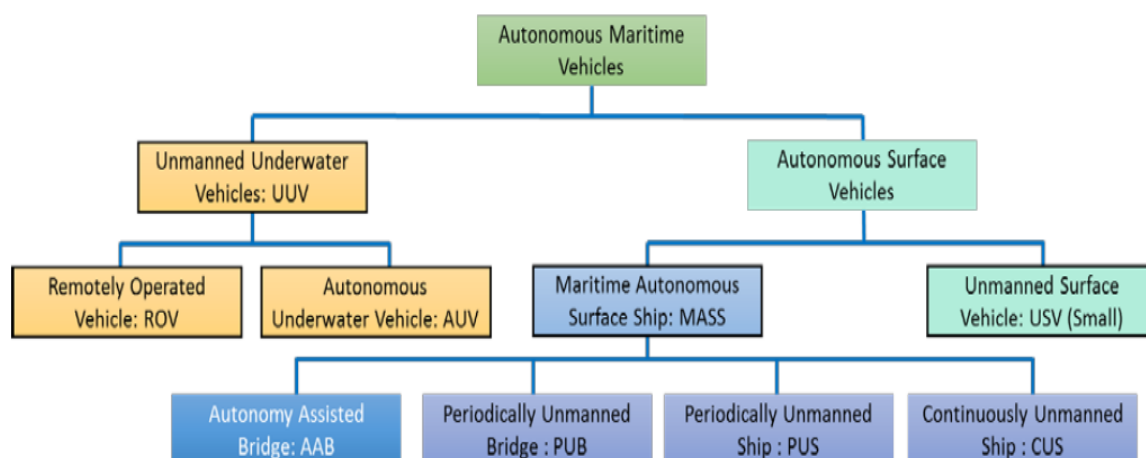 Autonomous Maritime
Vehicles
Unmanned Underwater
Vehicles: UUV
Autonomous Surface
Vehicles
Remotely Operated
Vehicle: ROV
Autonomous
Underwater Vehicle: AUV
Maritime Autonomous
Surface Ship: MASS
Unmanned Surface
Vehicle: USV (Small)
Autonomy Assisted
Bridge: AAB
Periodically Unmanned
Bridge : PUB
Periodically Unmanned
Ship : PUS
Continuously Unmanned
Ship : CUS